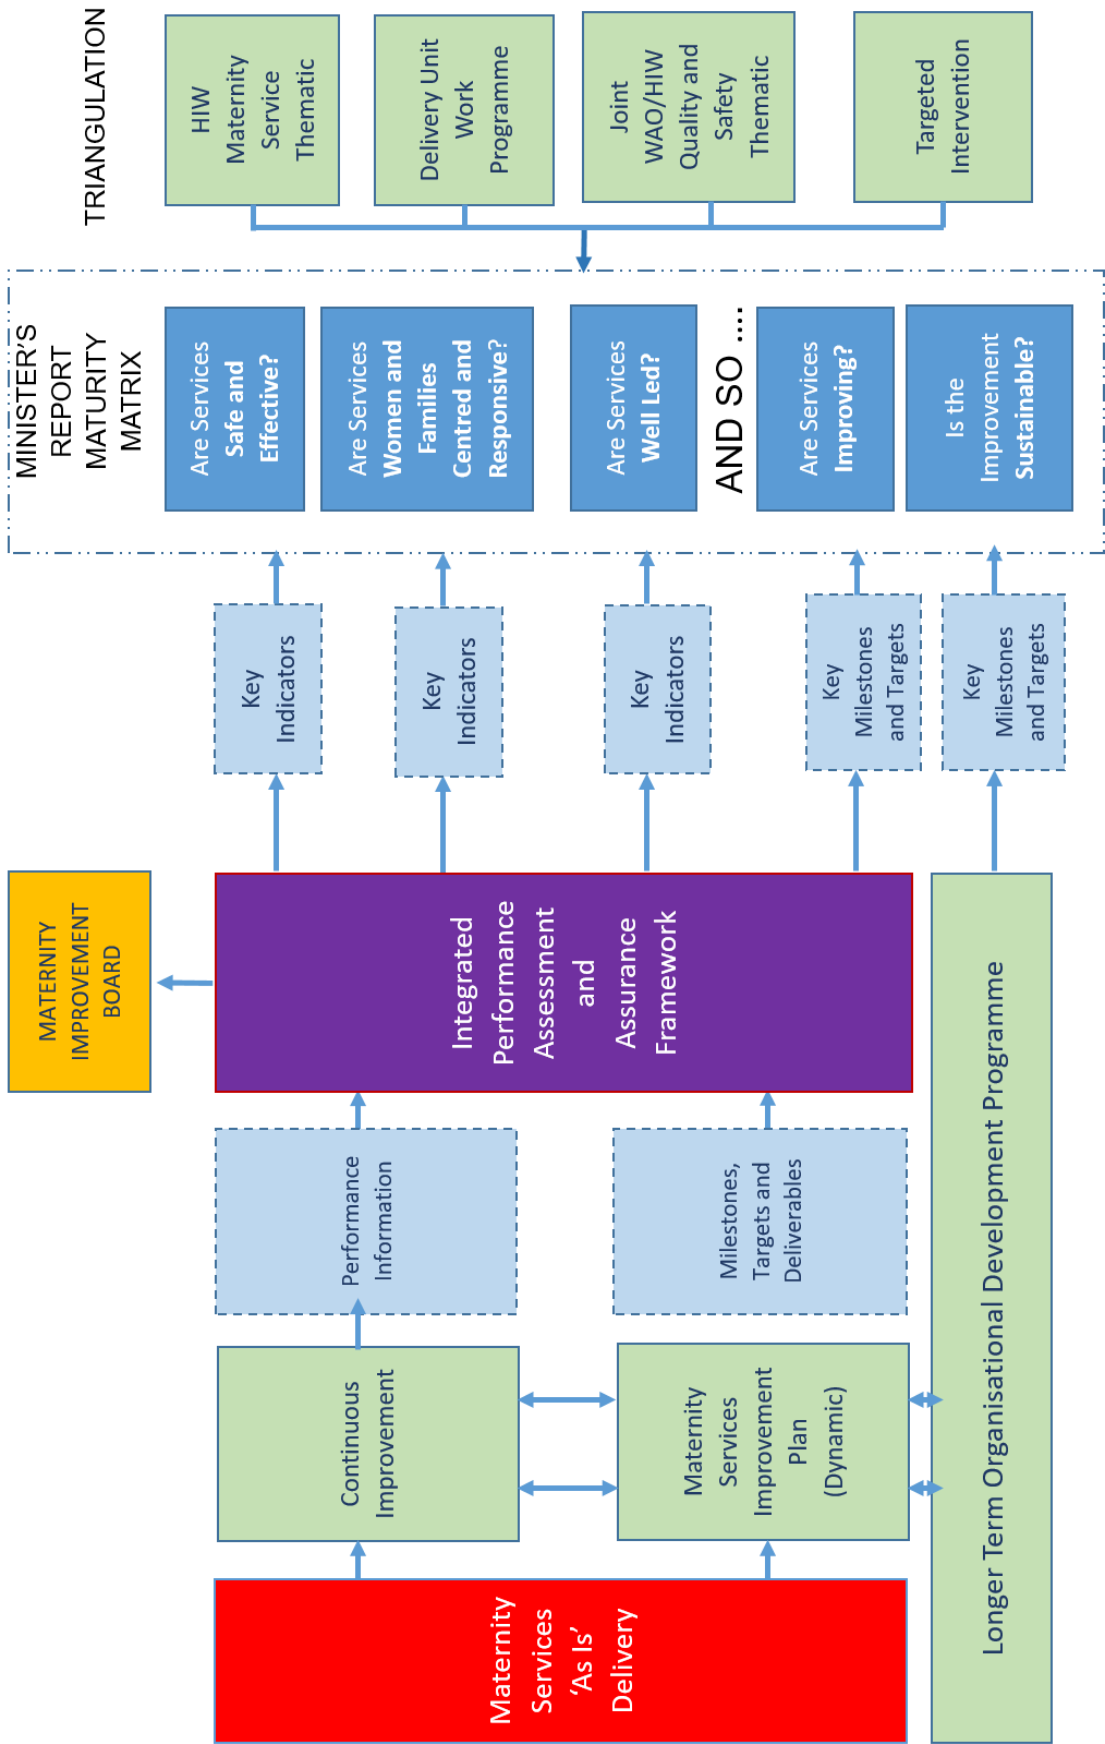 Maternity
Services
‘As Is’
Delivery
Continuous
Improvement
Maternity
Services
Improvement
Plan
(Dynamic)
Performance
Information
Milestones,
Targets and
Deliverables
MATERNITY
IMPROVEMENT
BOARD
Integrated
Performance
Assessment
and
Assurance
Framework
Longer Term Organisational Development Programme
Key
Indicators
Key
Indicators
Key
Indicators
Key
Milestones
and Targets
Key
Milestones
and Targets
MINISTER’S
REPORT
MATURITY
MATRIX
Are Services
Safe and
Effective?
Are Services
Women and
Families
Centred and
Responsive?
Are Services
Well Led?
AND SO ....
Are Services
Improving?
Is the
Improvement
Sustainable?
TRIANGULATION
HIW
Maternity
Service
Thematic
Delivery Unit
Work
Programme
Joint
WAO/HIW
Quality and
Safety
Thematic
Targeted
Intervention